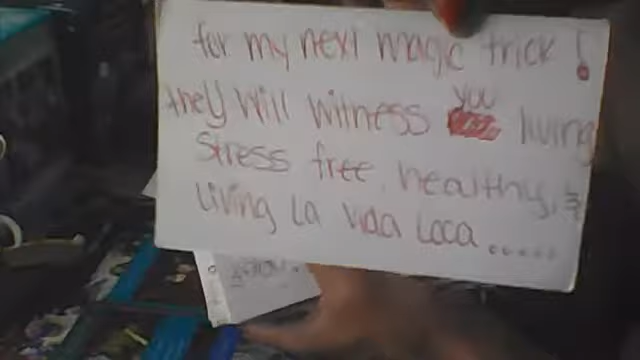 for my next magic trick!
they will witness you living
stress free, healthy, &
Living La Vida Loca .....